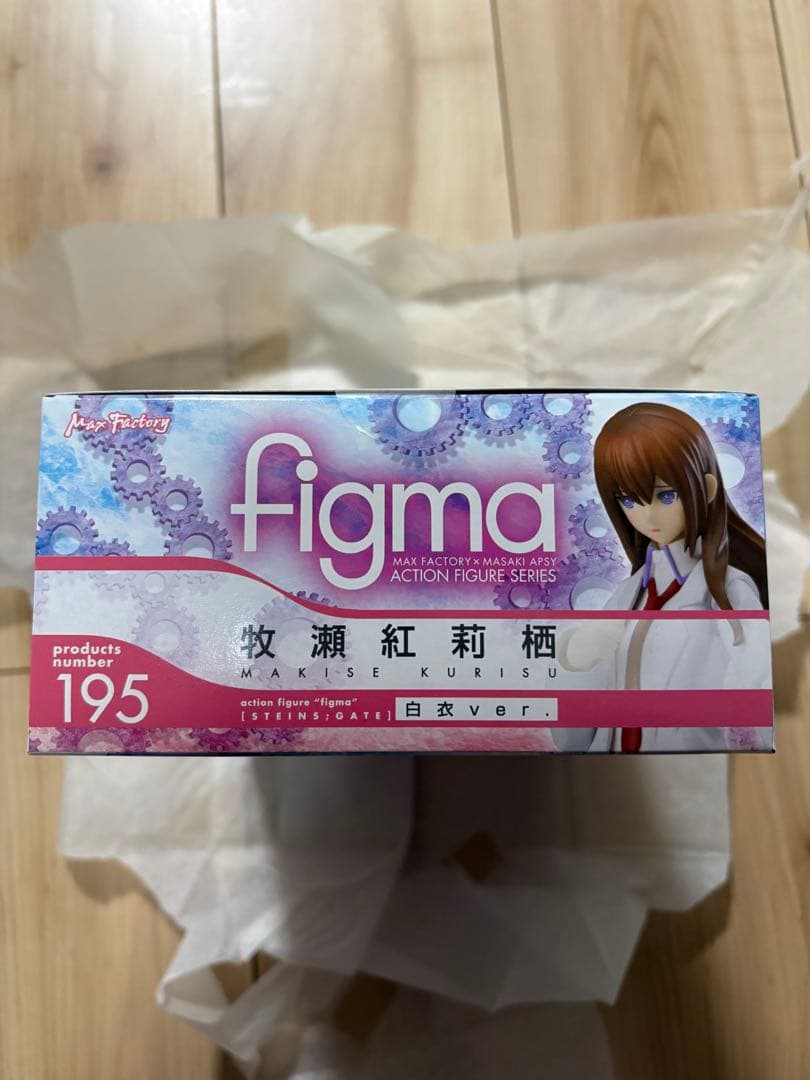 Max Factory
figma
MAX FACTORY × MASAKI APSY
ACTION FIGURE SERIES
牧瀬紅莉栖
MAKISE KURISU
products
number
195
action figure "figma"
[STEINS;GATE] 白衣ver.